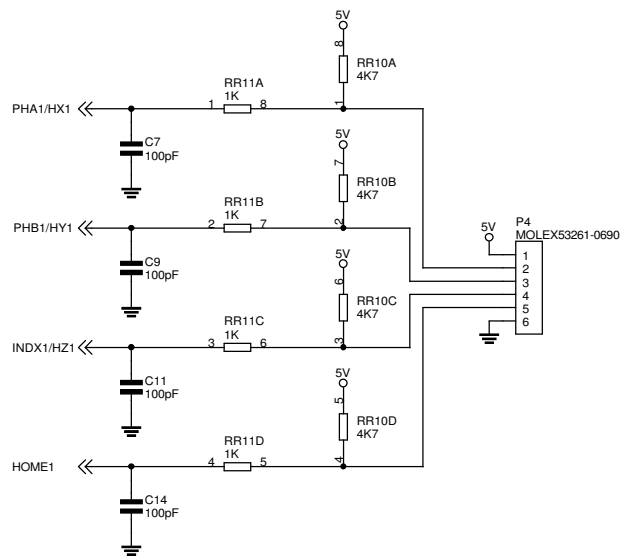 5V
8
RR10A
4K7
1
RR11A
1K
PHA1/HX1
1
8
C7
100pF
5V
7
RR10B
4K7
2
RR11B
1K
PHB1/HY1
2
7
C9
100pF
5V
6
RR10C
4K7
3
RR11C
1K
INDX1/HZ1
3
6
C11
100pF
5V
5
RR10D
4K7
4
RR11D
1K
HOME1
4
5
C14
100pF
P4
MOLEX53261-0690
5V
1
2
3
4
5
6